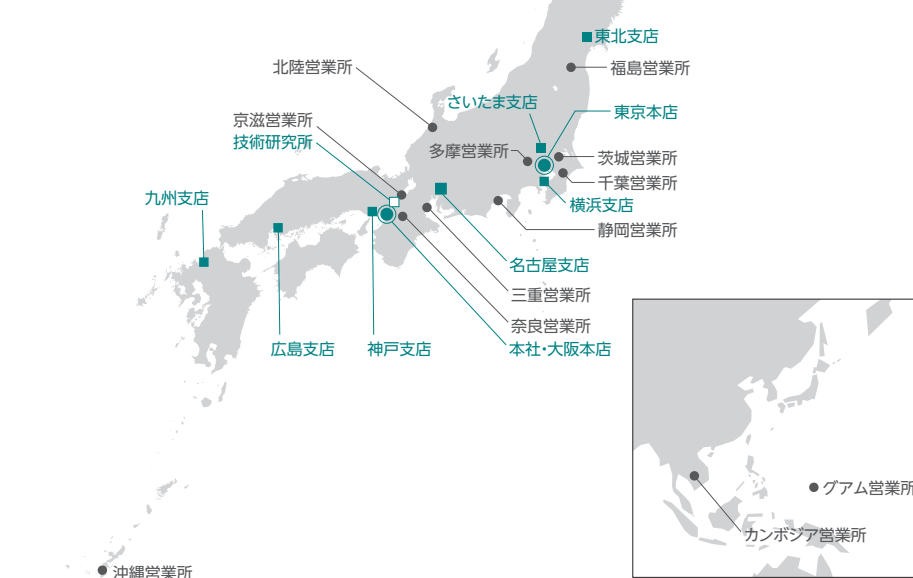 東北支店
北陸営業所
福島営業所
さいたま支店
東京本店
京滋営業所
技術研究所
多摩営業所
茨城営業所
千葉営業所
九州支店
横浜支店
静岡営業所
名古屋支店
三重営業所
奈良営業所
広島支店
神戸支店
本社・大阪本店
グアム営業所
カンボジア営業所
沖縄営業所